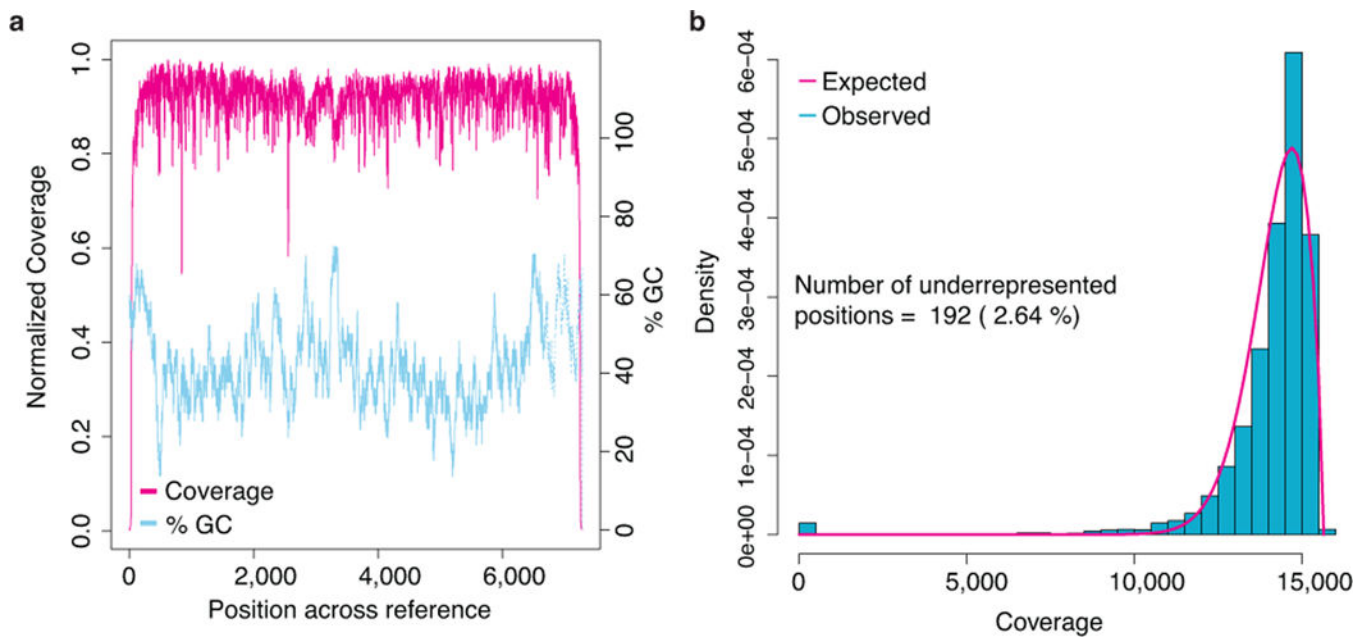 a
Normalized Coverage
1.0
0.8
0.6
0.4
0.2
0.0
100
80
60
40
20
0
% GC
Coverage
% GC
0
2,000
4,000
6,000
Position across reference
b
Density
6e−04
5e−04
4e−04
3e−04
2e−04
1e−04
0e+00
Expected
Observed
Number of underrepresented
positions = 192 ( 2.64 %)
0
5,000
10,000
15,000
Coverage